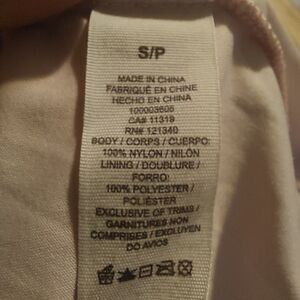 S/P
MADE IN CHINA
FABRIQUÉ EN CHINE
HECHO EN CHINA
100003605
CA# 11319
RN# 121340
BODY / CORPS / CUERPO:
100% NYLON / NILÓN
LINING / DOUBLURE /
FORRO:
100% POLYESTER /
POLIÉSTER
EXCLUSIVE OF TRIMS /
GARNITURES NON
COMPRISES / EXCLUYEN
DO AVIOS